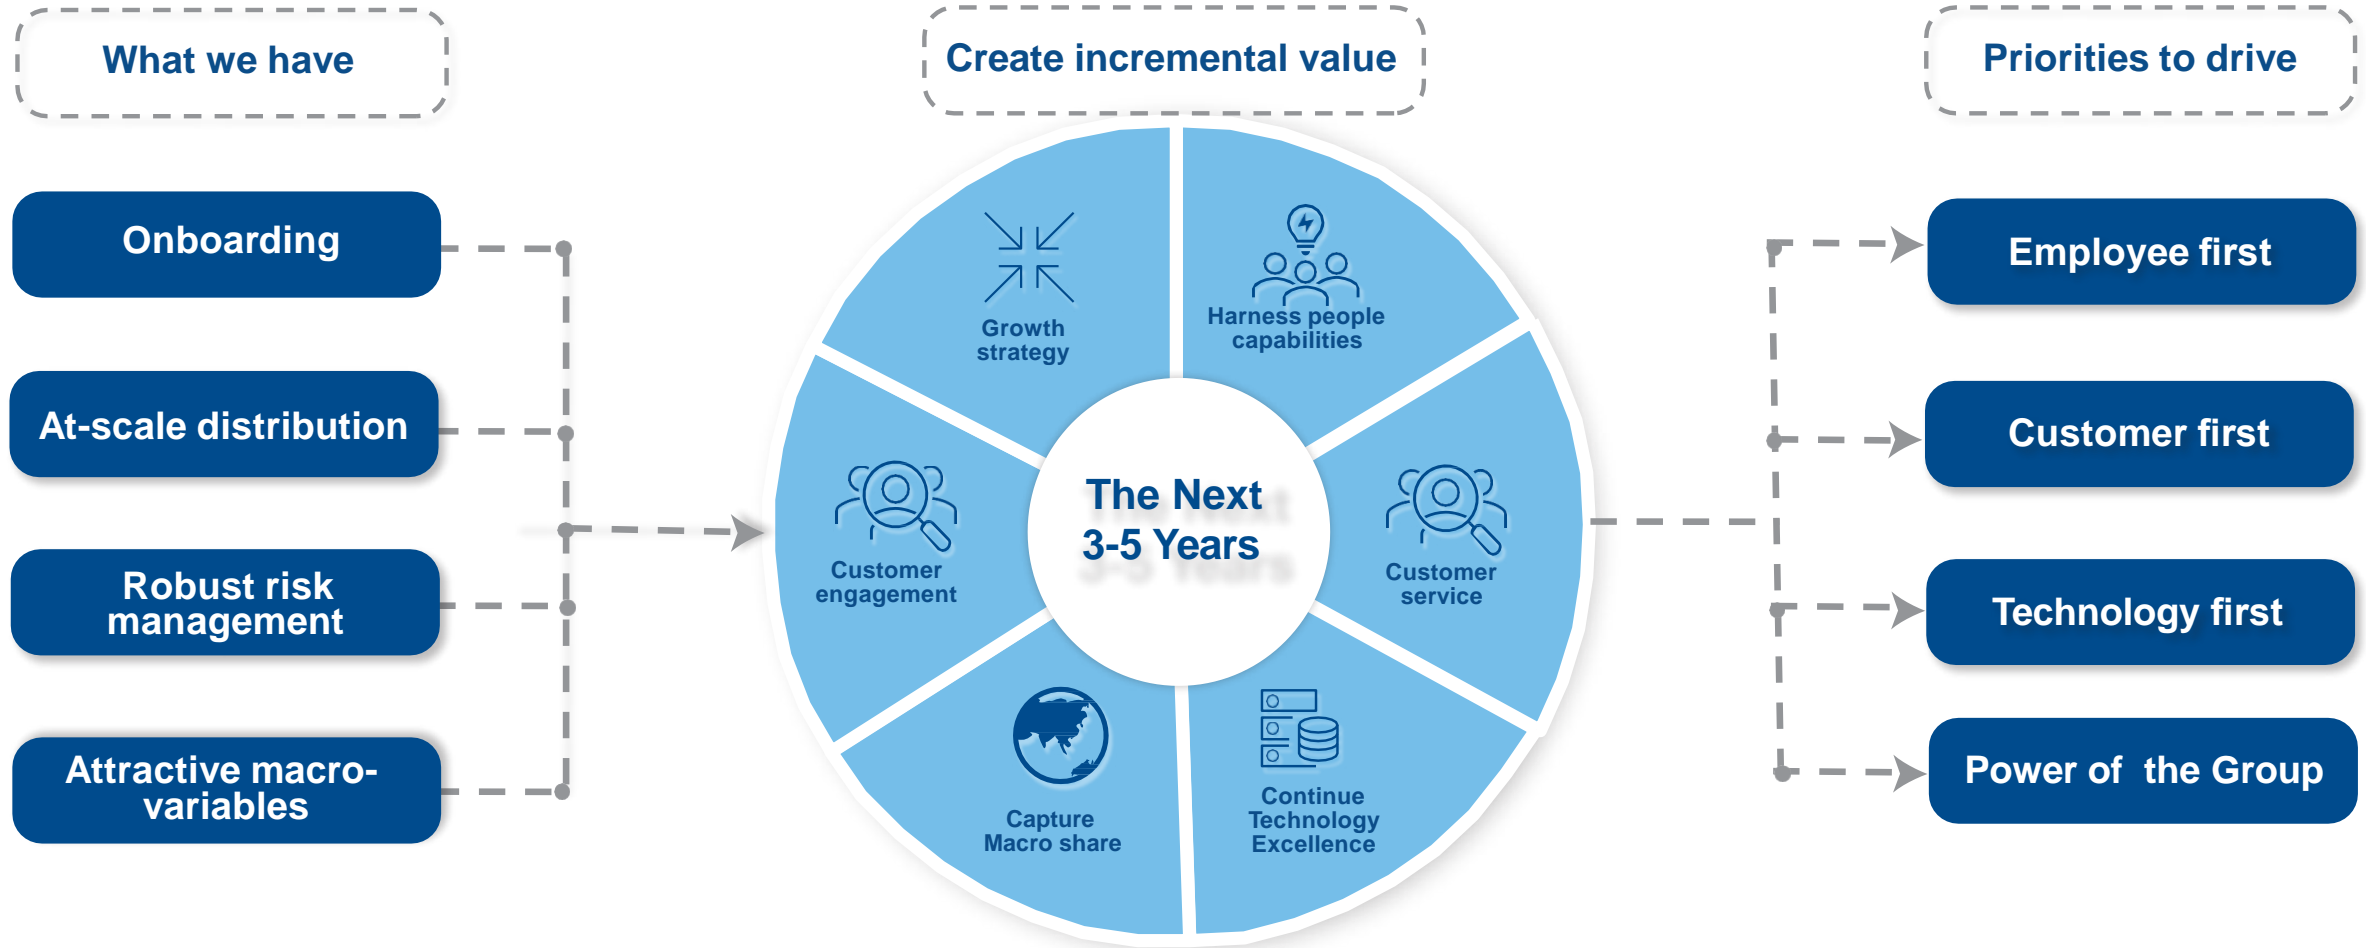 What we have
Create incremental value
Priorities to drive
Onboarding
At-scale distribution
Robust risk
management
Attractive macro-
variables
Growth
strategy
Harness people
capabilities
Customer
engagement
The Next
3-5 Years
Customer
service
Capture
Macro share
Continue
Technology
Excellence
Employee first
Customer first
Technology first
Power of  the Group